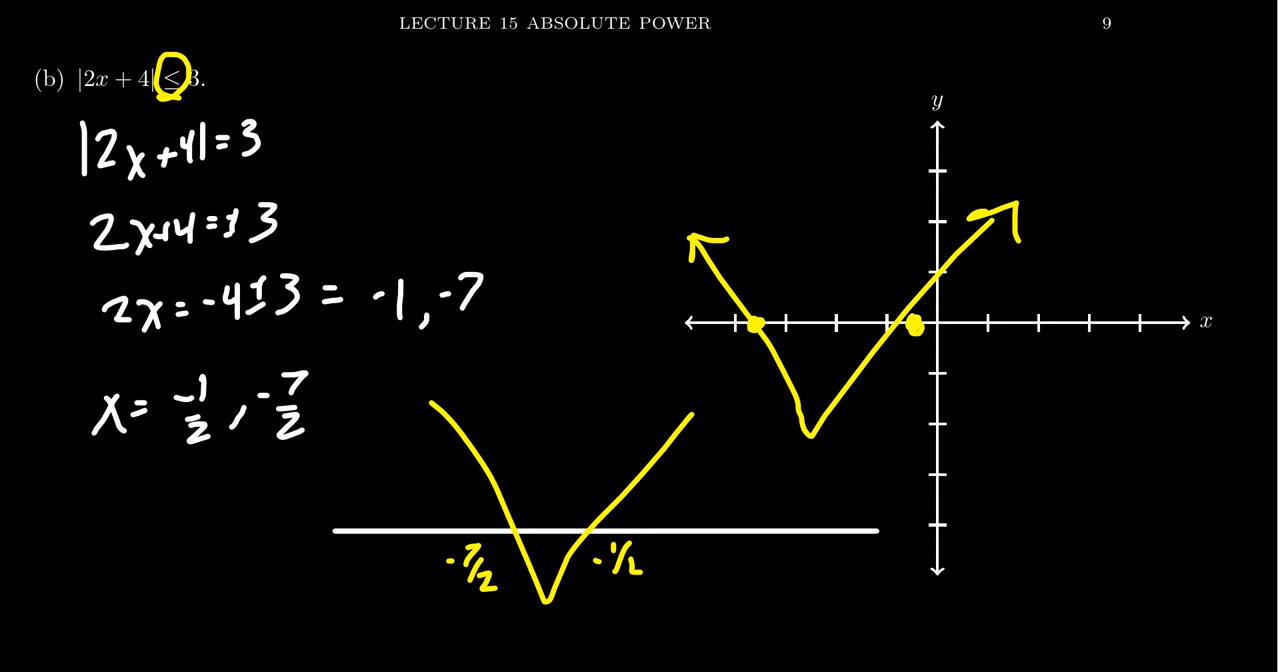 LECTURE 15 ABSOLUTE POWER 9
(b) |2x + 4| ≤ 3.
|2x+4|=3
2x+4=±3
2x=-4±3 = -1, -7
x= -1/2, -7/2
y
x
-7/2 -1/2